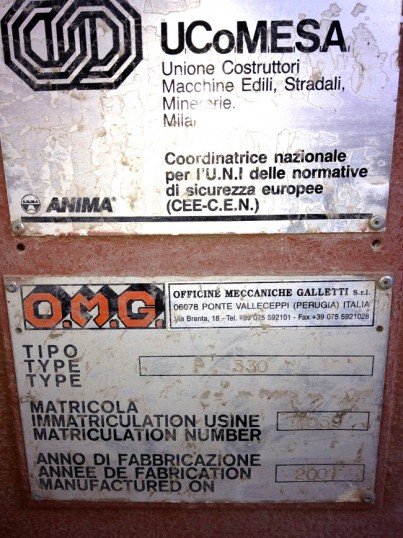 UCoMESA
Unione Costruttori
Macchine Edili, Stradali,
Minerarie.
Coordinatrice nazionale
per l'U.N.I delle normative
di sicurezza europee
(CEE-C.E.N.)
ANIMA
O.M.G.
OFFICINE MECCANICHE GALLETTI S.r.l.
06078 PONTE VALLECEPPI (PERUGIA) ITALIA
Via Brenta, 18 - Tel. +39 075 592101 - Fax +39 075 5921028
TIPO
TYPE
TYPE
330
MATRICOLA
IMMATRICULATION USINE
MATRICULATION NUMBER
ANNO DI FABBRICAZIONE
ANNEE DE FABRICATION
MANUFACTURED ON
2001